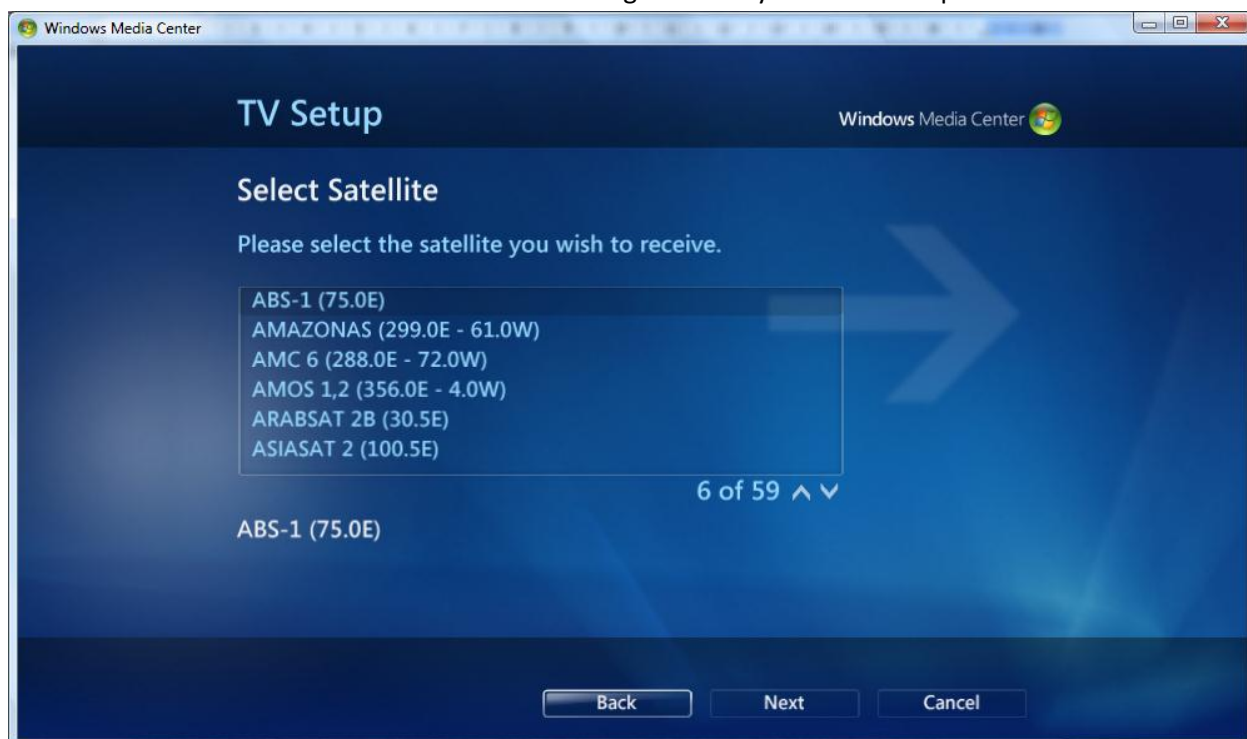 Windows Media Center
TV Setup
Windows Media Center
Select Satellite
Please select the satellite you wish to receive.
ABS-1 (75.0E)
AMAZONAS (299.0E - 61.0W)
AMC 6 (288.0E - 72.0W)
AMOS 1,2 (356.0E - 4.0W)
ARABSAT 2B (30.5E)
ASIASAT 2 (100.5E)
6 of 59
ABS-1 (75.0E)
Back Next Cancel